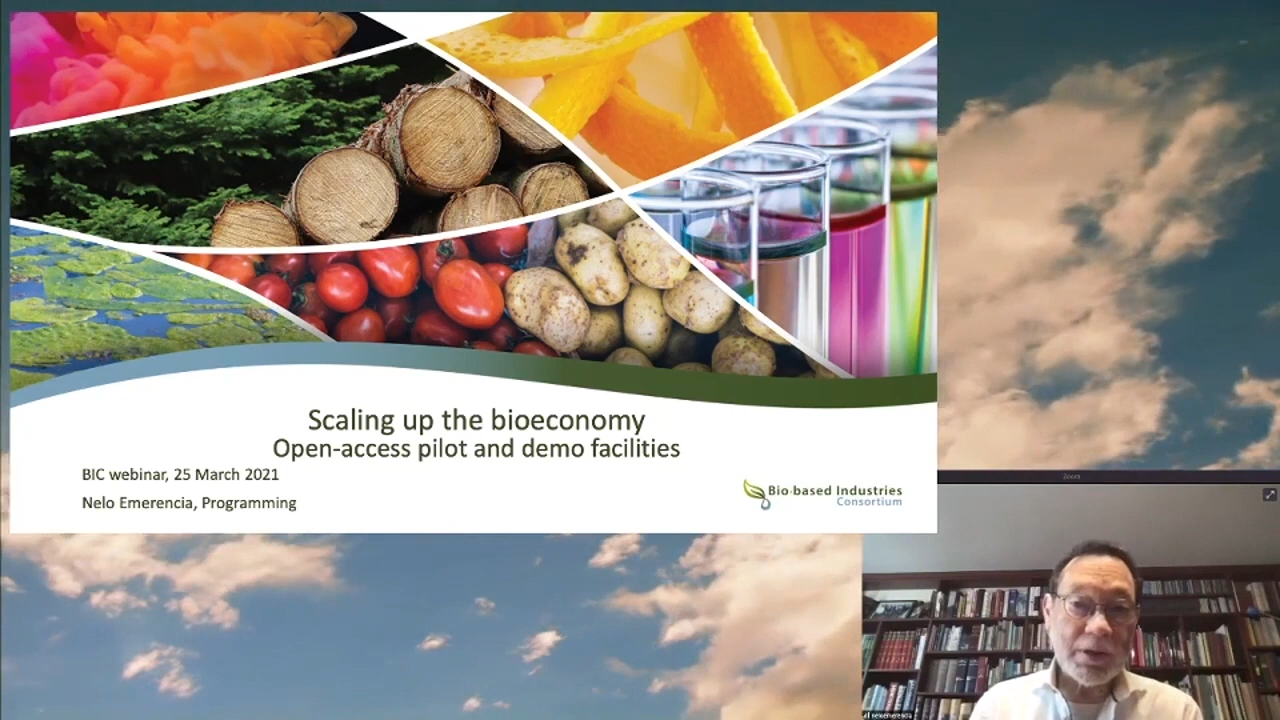 Scaling up the bioeconomy
Open-access pilot and demo facilities
BIC webinar, 25 March 2021
Nelo Emerencia, Programming
Bio-based Industries
Consortium
Zoom